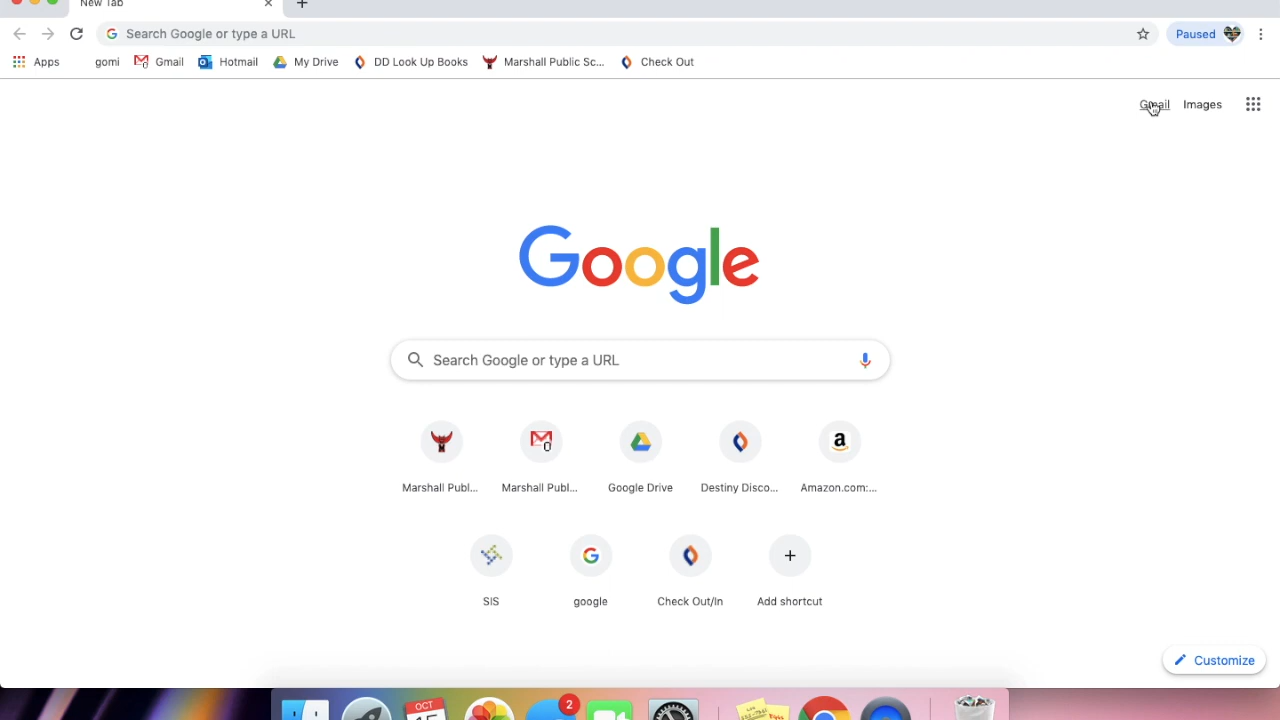 New Tab
Search Google or type a URL
Paused
Apps gomi Gmail Hotmail My Drive DD Look Up Books Marshall Public Sc... Check Out
Gmail Images
Google
Search Google or type a URL
Marshall Publ... Marshall Publ... Google Drive Destiny Disco... Amazon.com:...
SIS google Check Out/In Add shortcut
Customize
OCT
2